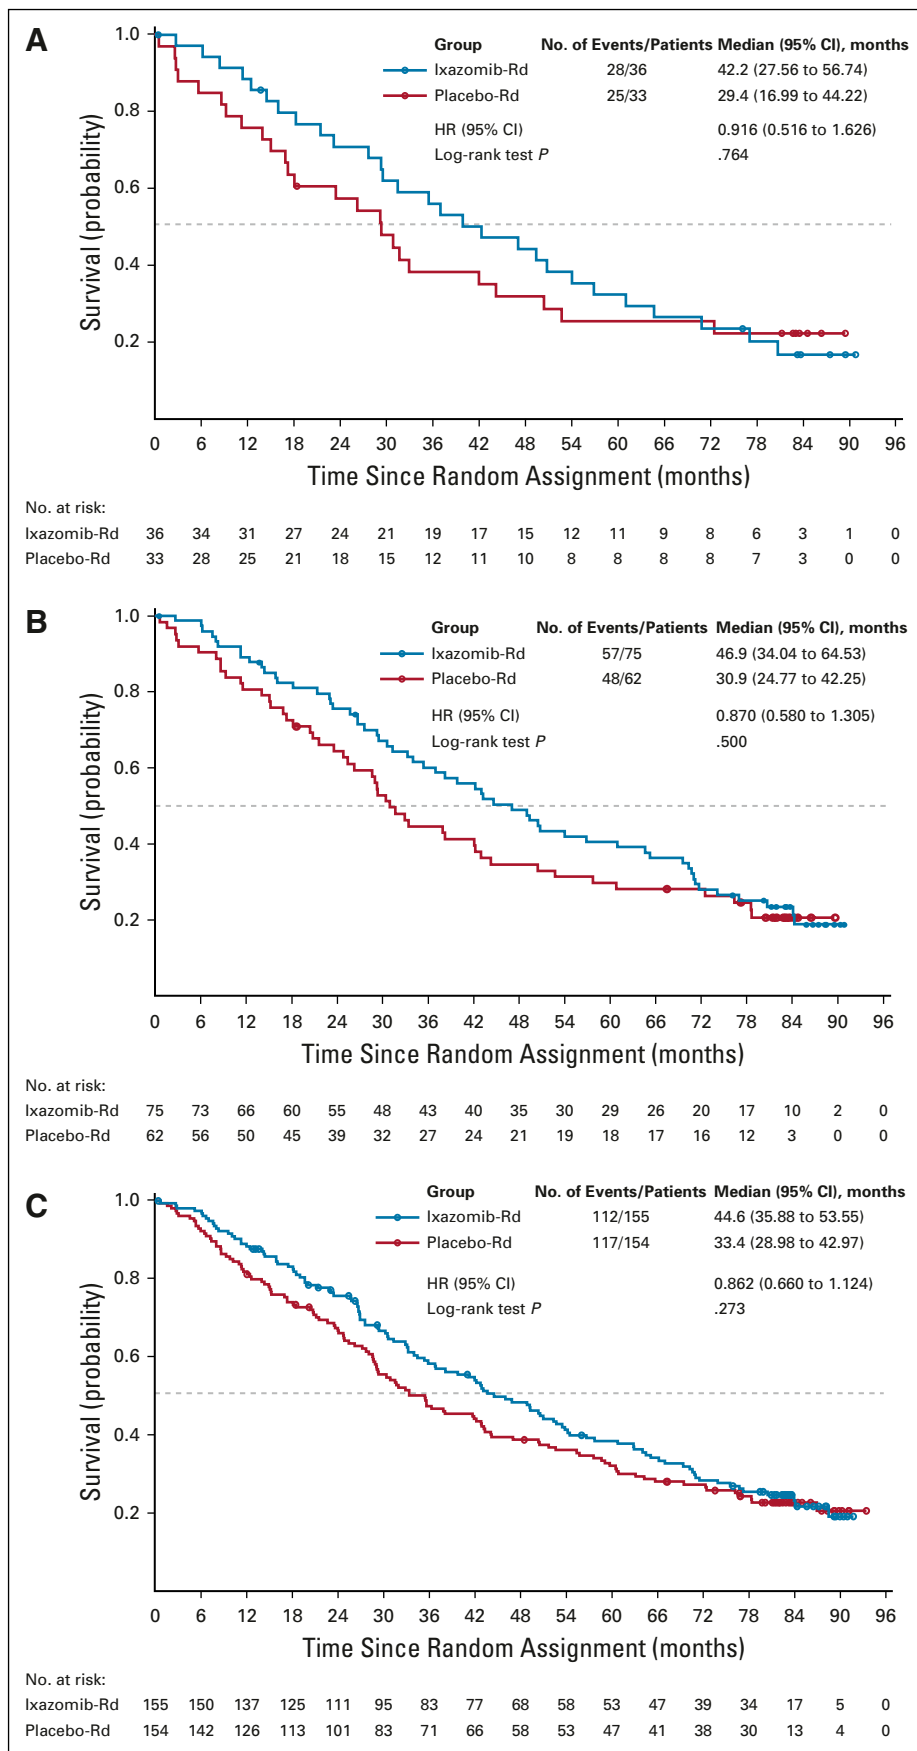 A
Group No. of Events/Patients Median (95% CI), months
Ixazomib-Rd 28/36 42.2 (27.56 to 56.74)
Placebo-Rd 25/33 29.4 (16.99 to 44.22)
HR (95% CI) 0.916 (0.516 to 1.626)
Log-rank test P .764
Survival (probability)
1.0
0.8
0.6
0.4
0.2
0 6 12 18 24 30 36 42 48 54 60 66 72 78 84 90 96
Time Since Random Assignment (months)
No. at risk:
Ixazomib-Rd 36 34 31 27 24 21 19 17 15 12 11 9 8 6 3 1 0
Placebo-Rd 33 28 25 21 18 15 12 11 10 8 8 8 8 7 3 0 0
B
Group No. of Events/Patients Median (95% CI), months
Ixazomib-Rd 57/75 46.9 (34.04 to 64.53)
Placebo-Rd 48/62 30.9 (24.77 to 42.25)
HR (95% CI) 0.870 (0.580 to 1.305)
Log-rank test P .500
Survival (probability)
1.0
0.8
0.6
0.4
0.2
0 6 12 18 24 30 36 42 48 54 60 66 72 78 84 90 96
Time Since Random Assignment (months)
No. at risk:
Ixazomib-Rd 75 73 66 60 55 48 43 40 35 30 29 26 20 17 10 2 0
Placebo-Rd 62 56 50 45 39 32 27 24 21 19 18 17 16 12 3 0 0
C
Group No. of Events/Patients Median (95% CI), months
Ixazomib-Rd 112/155 44.6 (35.88 to 53.55)
Placebo-Rd 117/154 33.4 (28.98 to 42.97)
HR (95% CI) 0.862 (0.660 to 1.124)
Log-rank test P .273
Survival (probability)
1.0
0.8
0.6
0.4
0.2
0 6 12 18 24 30 36 42 48 54 60 66 72 78 84 90 96
Time Since Random Assignment (months)
No. at risk:
Ixazomib-Rd 155 150 137 125 111 95 83 77 68 58 53 47 39 34 17 5 0
Placebo-Rd 154 142 126 113 101 83 71 66 58 53 47 41 38 30 13 4 0